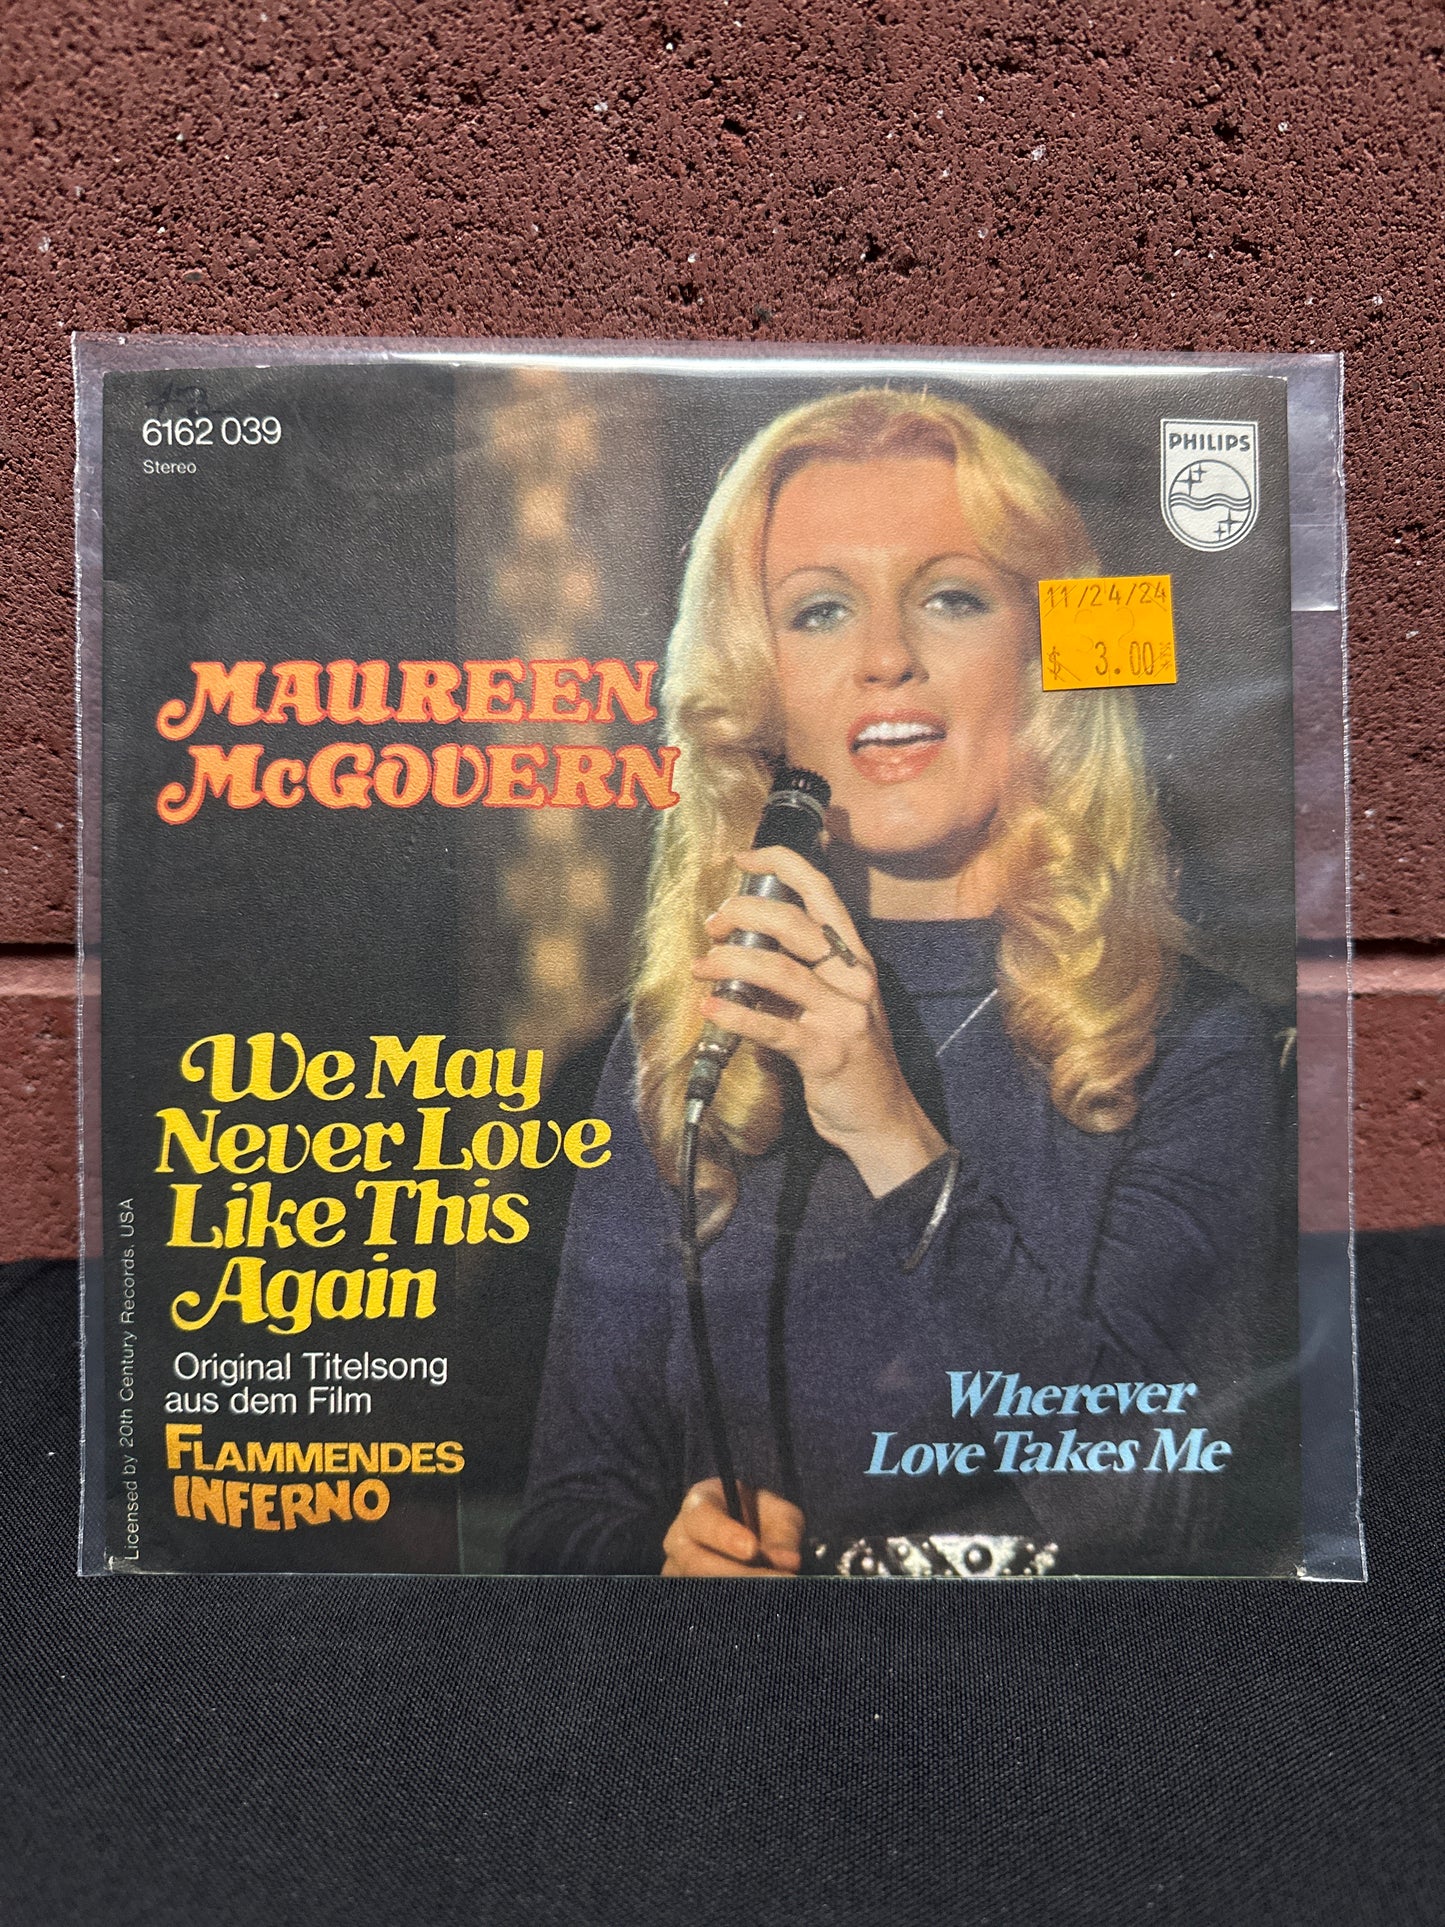 6162 039
Stereo
PHILIPS
11/24/24
$ 3.00
MAUREEN
McGOVERN
We May
Never Love
Like This
Again
Original Titelsong
aus dem Film
FLAMMENDES
INFERNO
Wherever
Love Takes Me
Licensed by 20th Century Records, USA